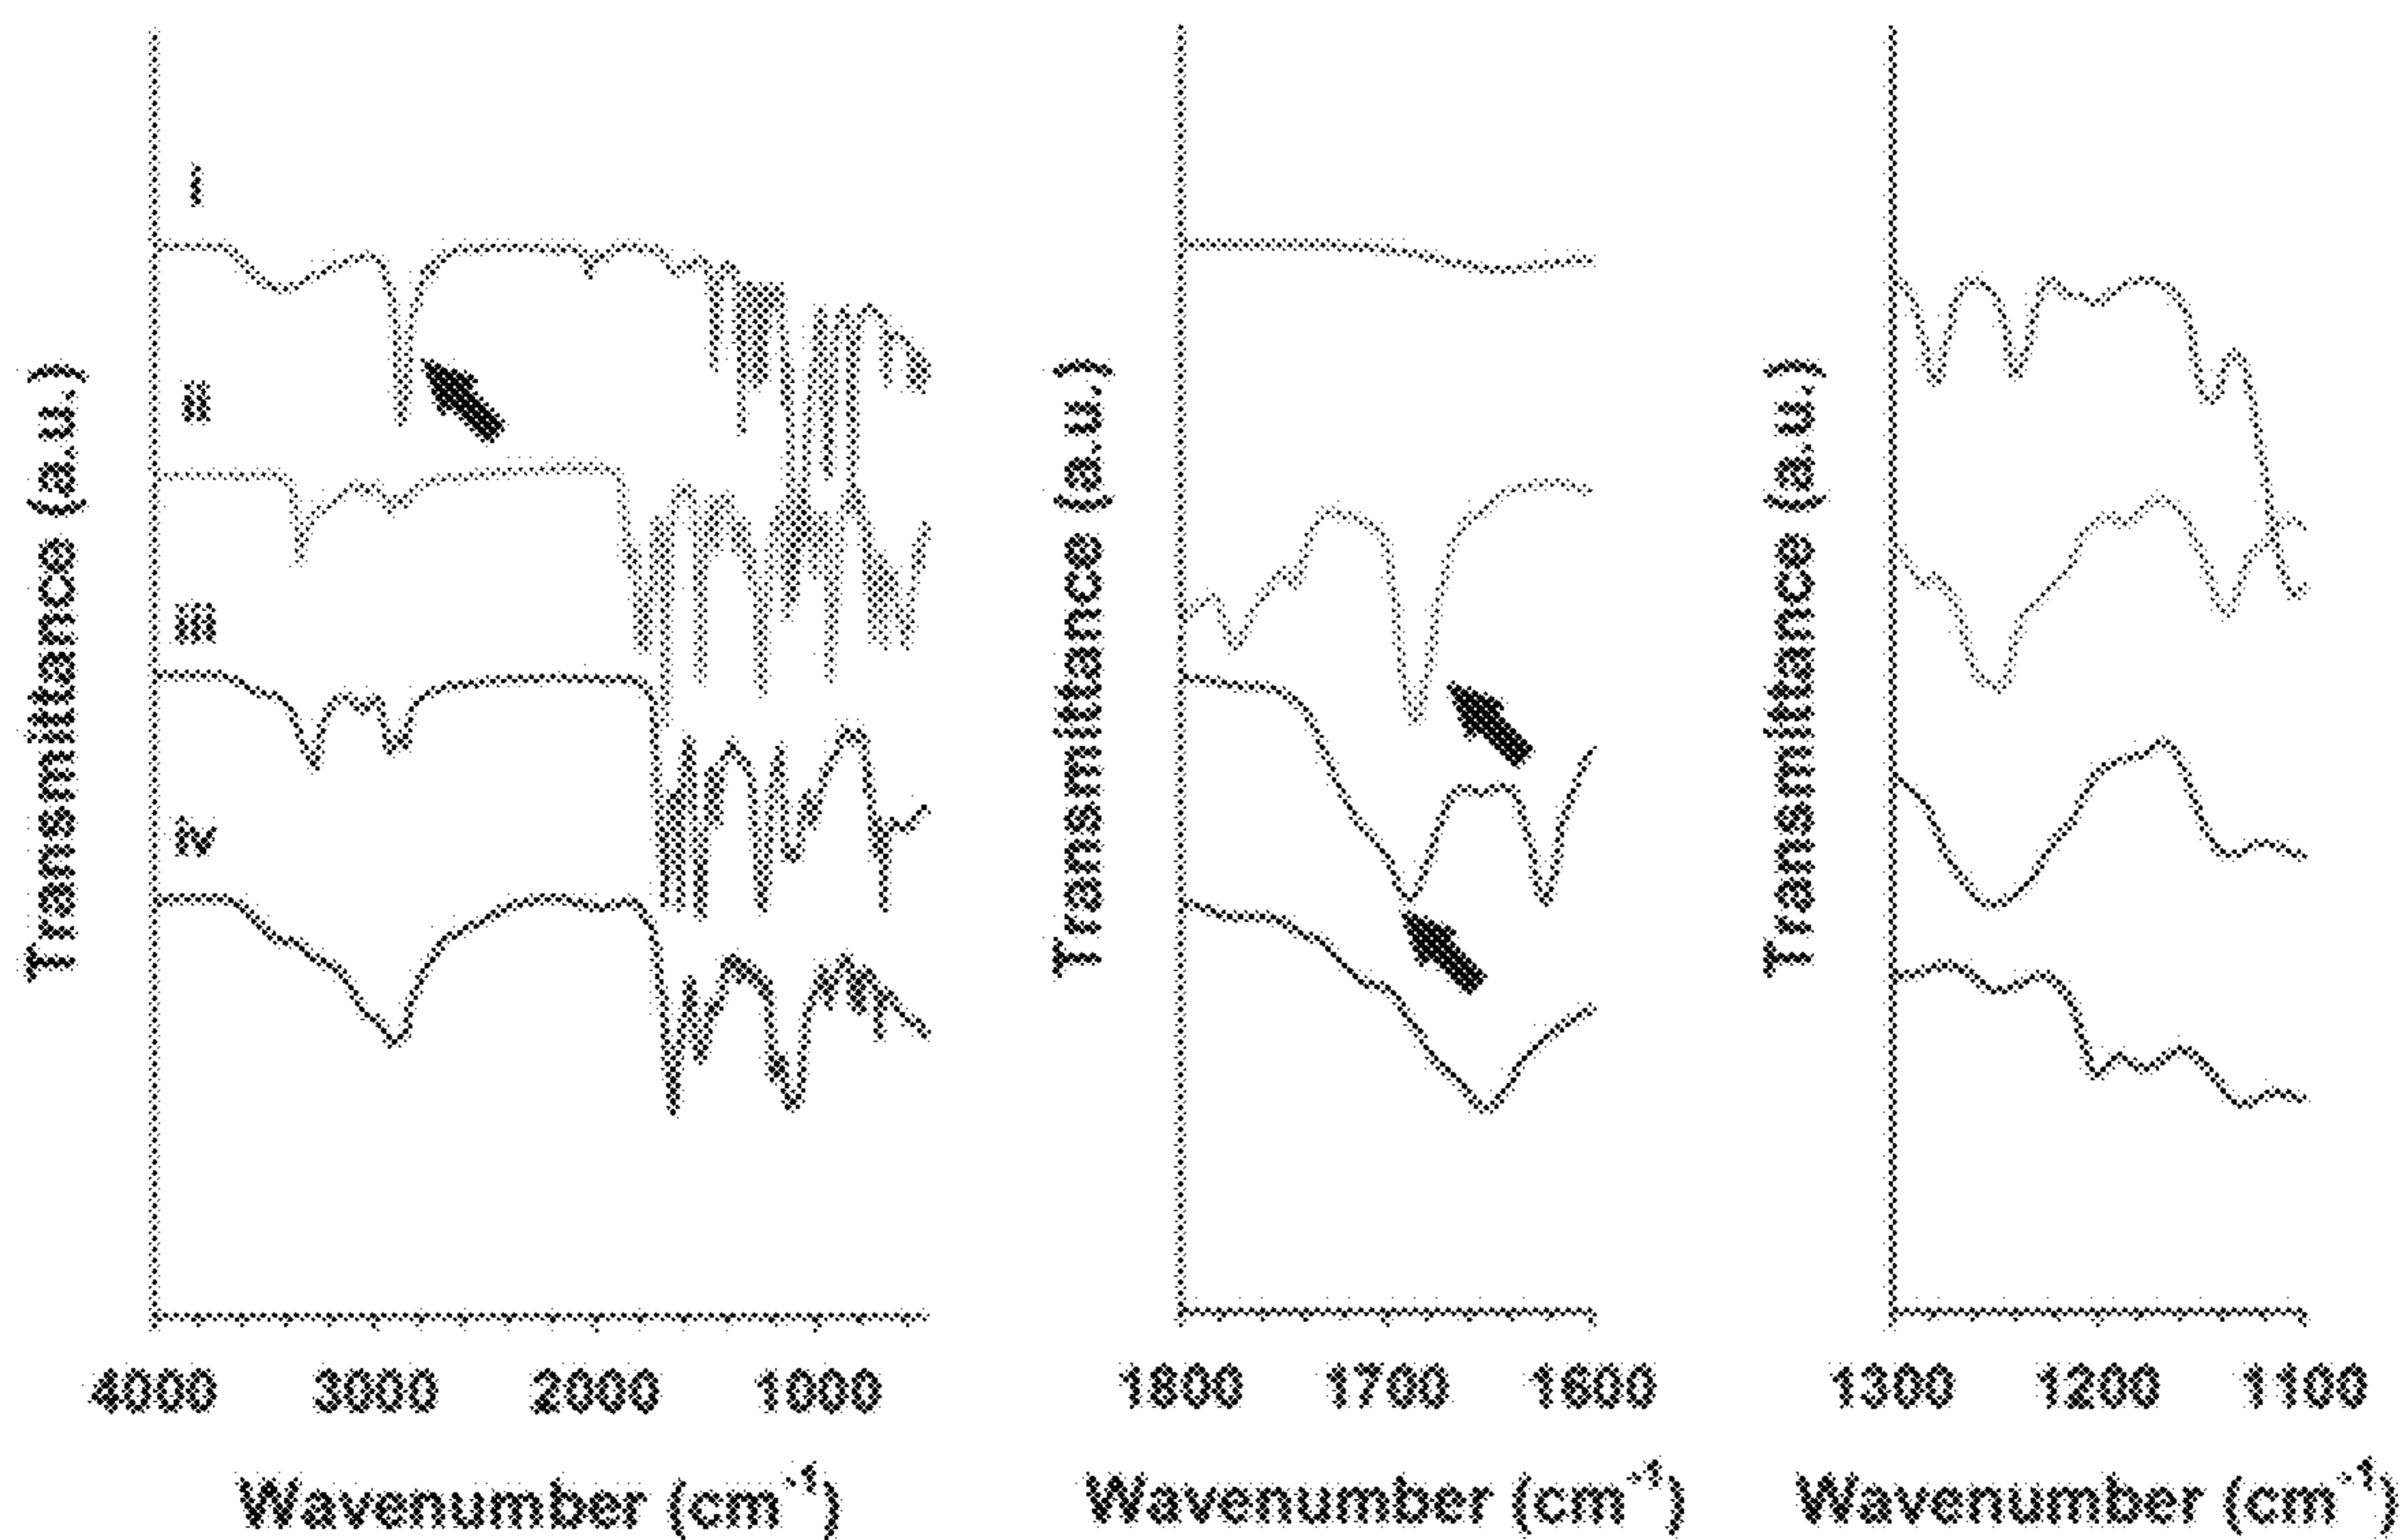 Transmittance (a.u.)
i
ii
iii
iv
4000 3000 2000 1000
Wavenumber (cm-1)
Transmittance (a.u.)
1800 1700 1600
Wavenumber (cm-1)
Transmittance (a.u.)
1300 1200 1100
Wavenumber (cm-1)